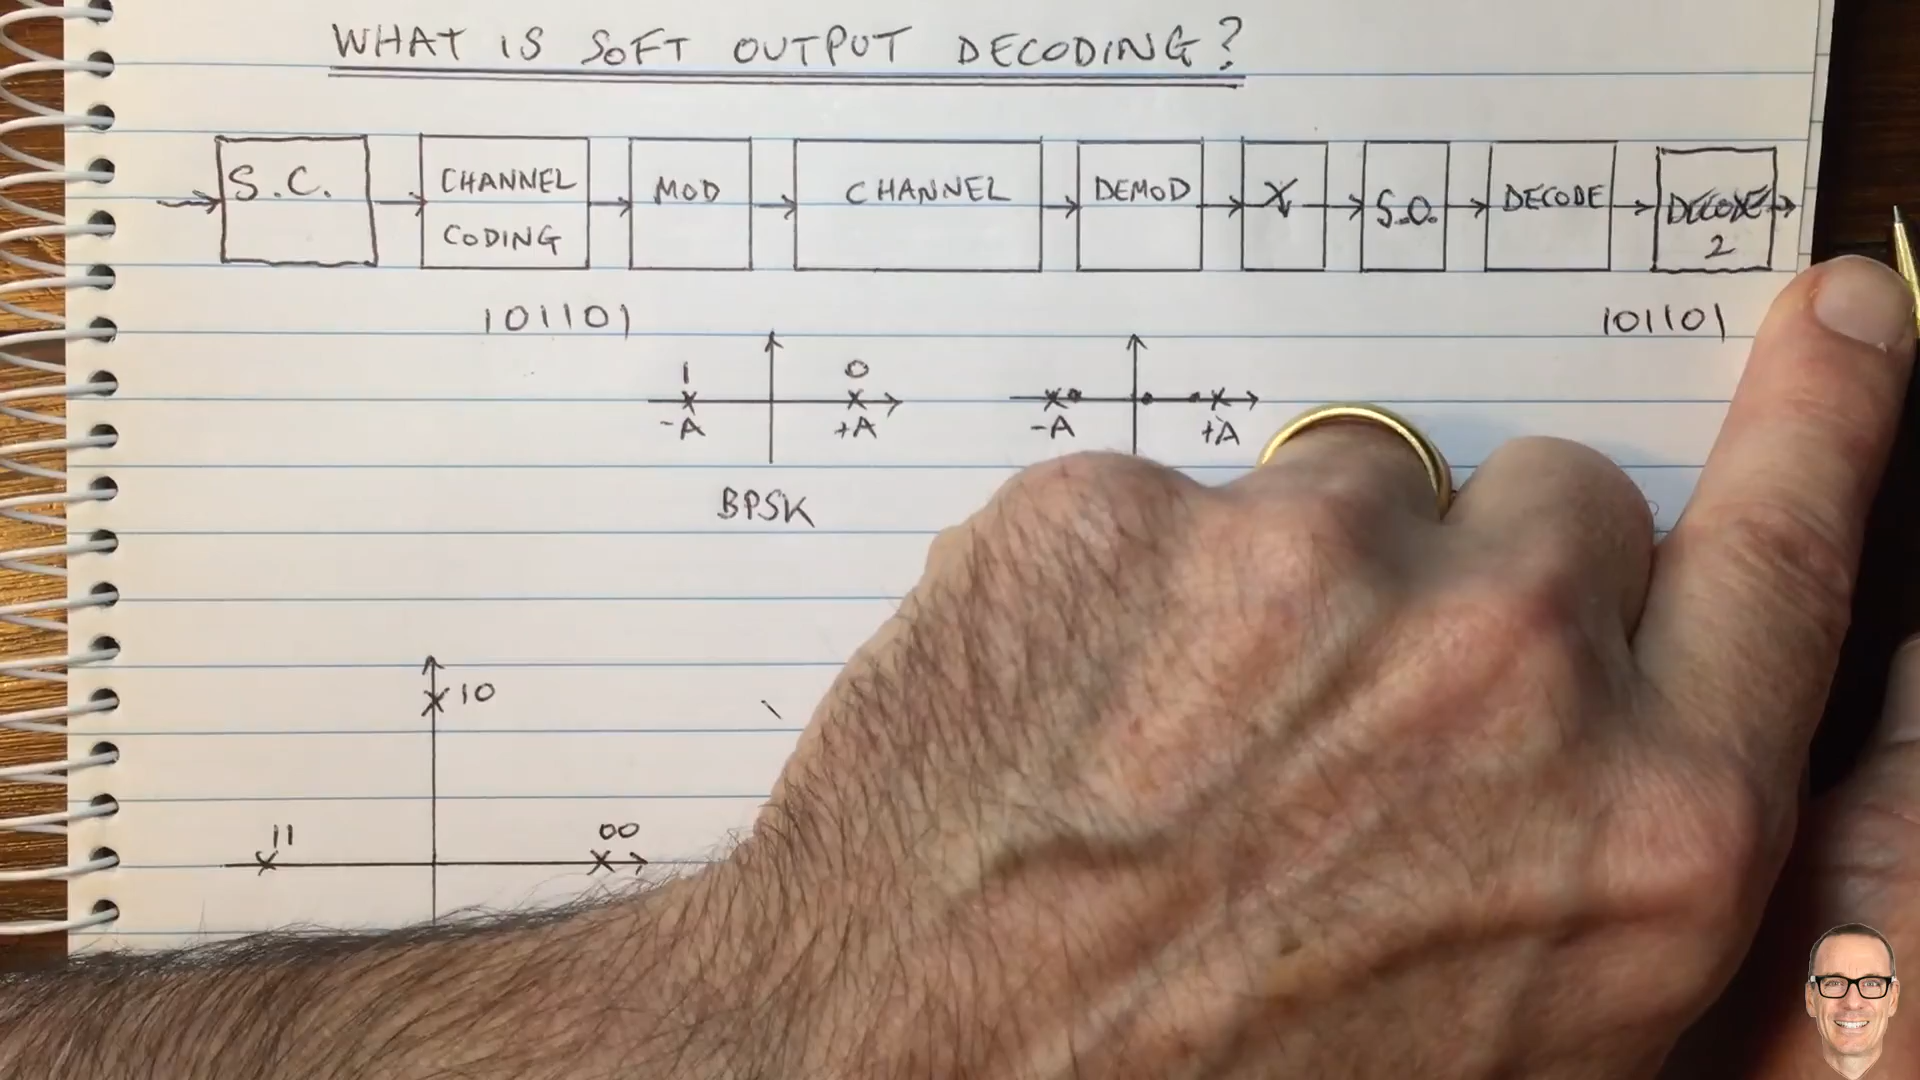 WHAT IS SOFT OUTPUT DECODING?
S.C.
CHANNEL
CODING
MOD
CHANNEL
DEMOD
X
S.O.
DECODE
DECODE
2
101101
101101
1
0
-A
+A
-A
+A
BPSK
10
11
00